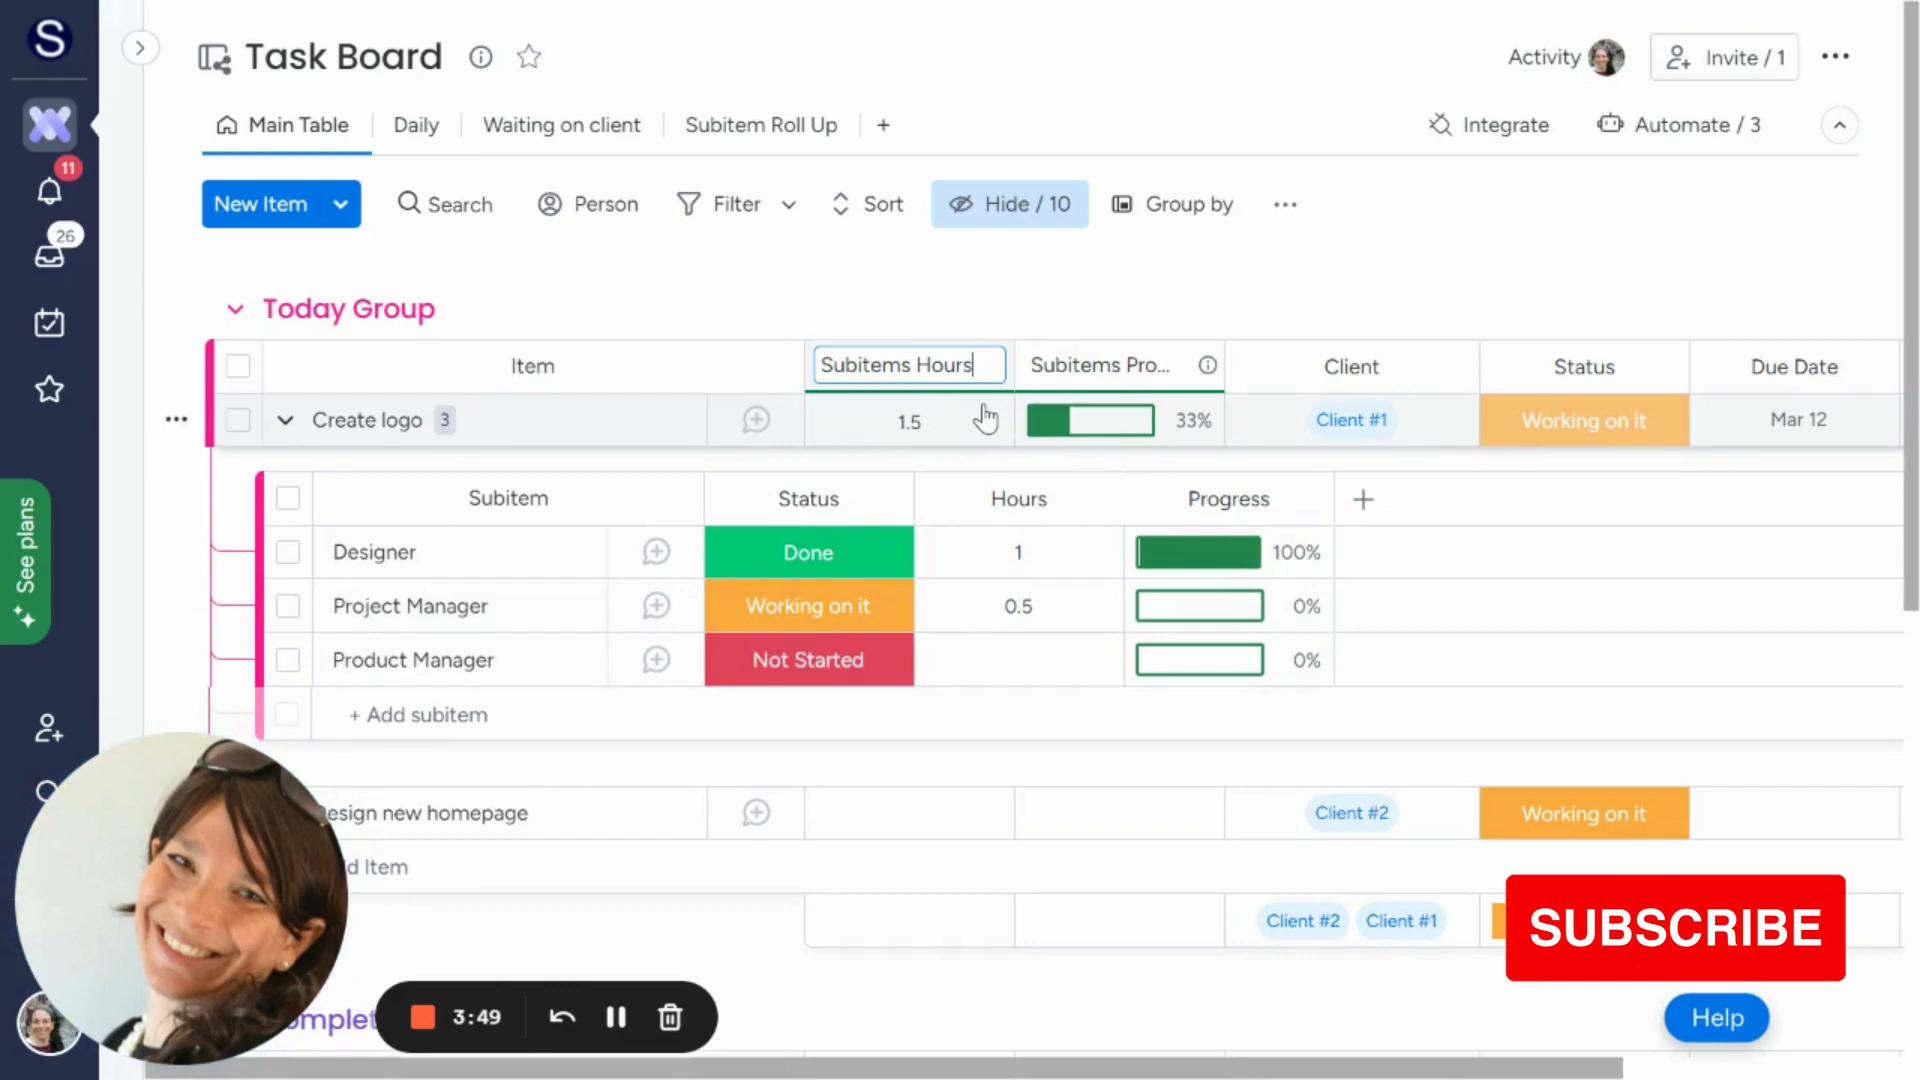 S
Task Board
Activity
Invite / 1
Main Table
Daily
Waiting on client
Subitem Roll Up
Integrate
Automate / 3
11
26
New Item
Search
Person
Filter
Sort
Hide / 10
Group by
Today Group
Item
Subitems Hours
Subitems Pro...
Client
Status
Due Date
Create logo 3
1.5
33%
Client #1
Working on it
Mar 12
See plans
Subitem
Status
Hours
Progress
Designer
Done
1
100%
Project Manager
Working on it
0.5
0%
Product Manager
Not Started
0%
+ Add subitem
esign new homepage
Client #2
Working on it
d Item
Client #2
Client #1
SUBSCRIBE
omplet
3:49
Help